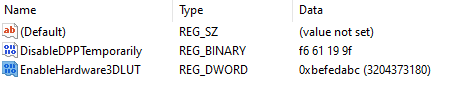 Name Type Data
(Default) REG_SZ (value not set)
DisableDPPTemporarily REG_BINARY f6 61 19 9f
EnableHardware3DLUT REG_DWORD 0xbefedabc (3204373180)